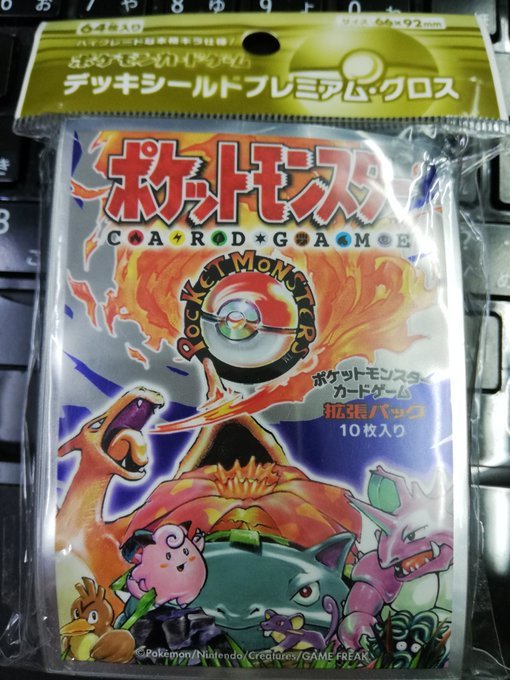 64枚入り
サイズ:66×92mm
ハイグレードな本格キラ仕様!
ポケモンカードゲーム
デッキシールドプレミアム・グロス
ポケットモンスター
CARD★GAME
POCKET MONSTERS
TM
ポケットモンスター
カードゲーム
拡張パック
10枚入り
©Pokémon/Nintendo/Creatures/GAME FREAK